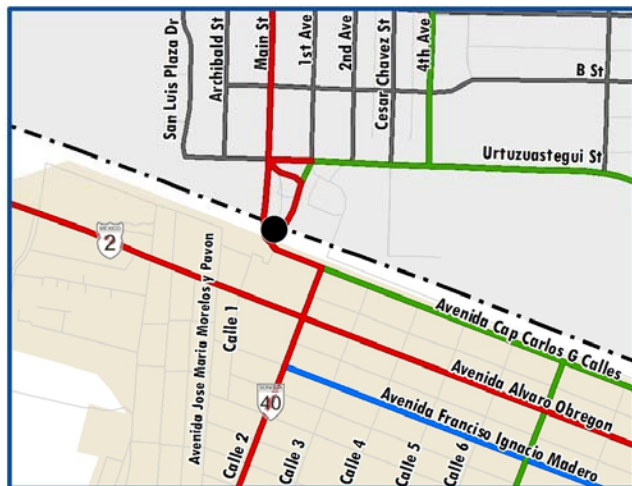 San Luis Plaza Dr
Archibald St
Main St
1st Ave
2nd Ave
Cesar Chavez St
4th Ave
B St
Urtuzuastegui St
MEXICO
2
Avenida Jose Maria Morelos y Pavon
Calle 1
Avenida Cap Carlos G Calles
Avenida Alvaro Obregon
SONORA
40
Avenida Franciso Ignacio Madero
Calle 2
Calle 3
Calle 4
Calle 5
Calle 6